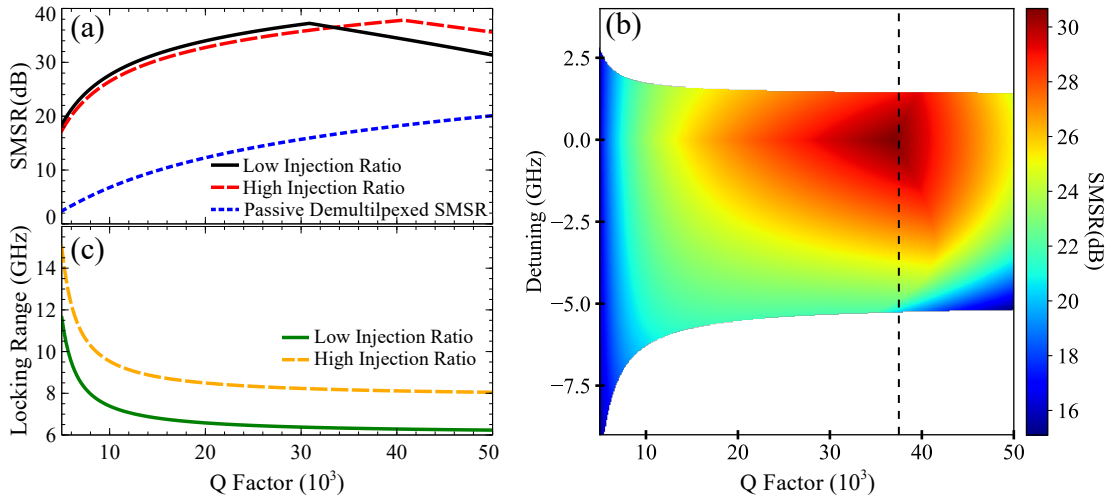 (a)
40
30
20
10
0
SMSR(dB)
Low Injection Ratio
High Injection Ratio
Passive Demultilpexed SMSR
(c)
14
12
10
8
6
Locking Range (GHz)
Low Injection Ratio
High Injection Ratio
10 20 30 40 50
Q Factor (10³)
(b)
2.5
0.0
−2.5
−5.0
−7.5
Detuning (GHz)
10 20 30 40 50
Q Factor (10³)
30
28
26
24
22
20
18
16
SMSR(dB)